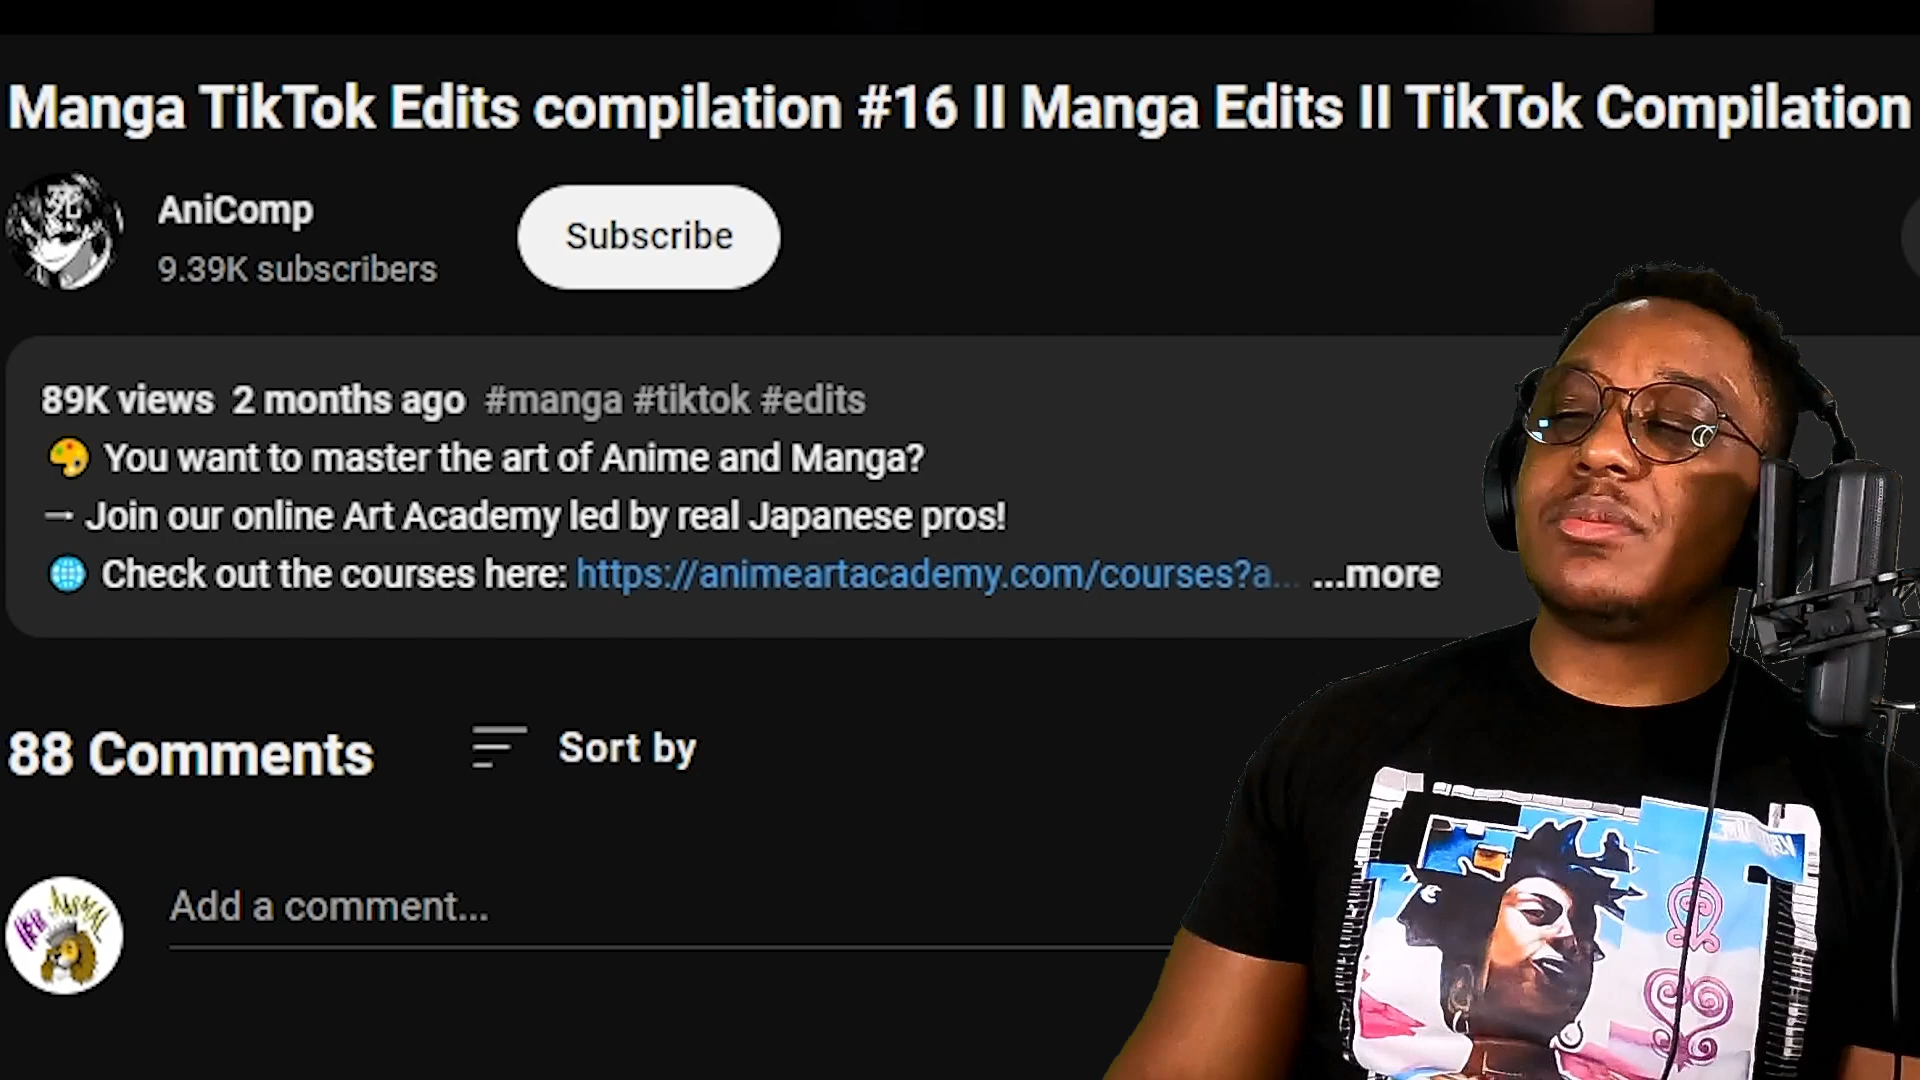 Manga TikTok Edits compilation #16 II Manga Edits II TikTok Compilation
AniComp
9.39K subscribers
Subscribe
89K views 2 months ago #manga #tiktok #edits
You want to master the art of Anime and Manga?
→ Join our online Art Academy led by real Japanese pros!
Check out the courses here: https://animeartacademy.com/courses?a... ...more
88 Comments
Sort by
Add a comment...